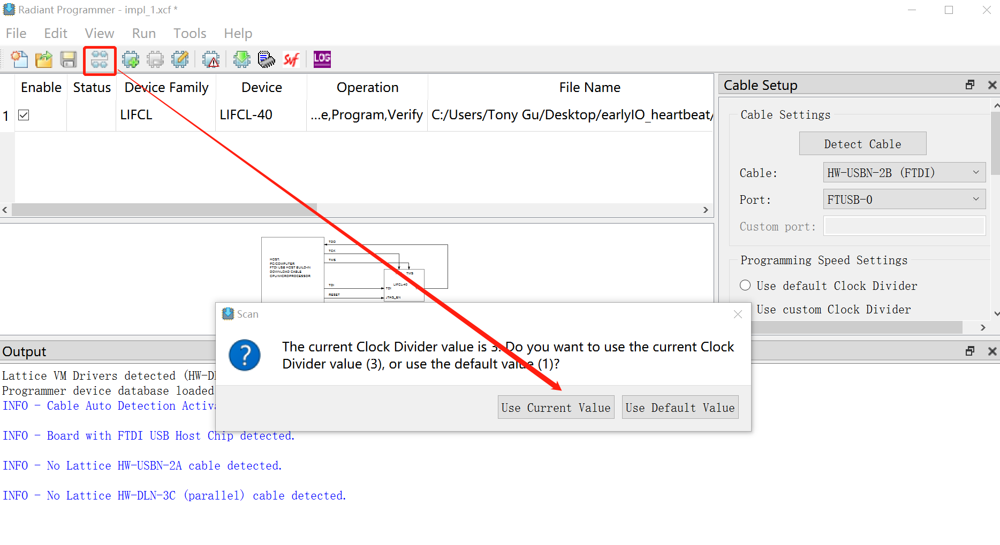 Radiant Programmer - impl_1.xcf *
File Edit View Run Tools Help
Svf LOG
Enable Status Device Family Device Operation File Name
1 LIFCL LIFCL-40 ...e,Program,Verify C:/Users/Tony Gu/Desktop/earlyIO_heartbeat/
Cable Setup
Cable Settings
Detect Cable
Cable: HW-USBN-2B (FTDI)
Port: FTUSB-0
Custom port:
Programming Speed Settings
Use default Clock Divider
Use custom Clock Divider
TDO
TCK
TMS
HOST:
PC/COMPUTER
FTDI USB HOST BUILD-IN
DOWNLOAD CABLE
CPU/MICROPROCESSOR
TMS
LIFCL-40
TDI
TDI
RESET
JTAG_EN
Scan
The current Clock Divider value is 3. Do you want to use the current Clock
Divider value (3), or use the default value (1)?
Use Current Value Use Default Value
Output
Lattice VM Drivers detected (HW-DL
Programmer device database loaded
INFO - Cable Auto Detection Activa
INFO - Board with FTDI USB Host Chip detected.
INFO - No Lattice HW-USBN-2A cable detected.
INFO - No Lattice HW-DLN-3C (parallel) cable detected.